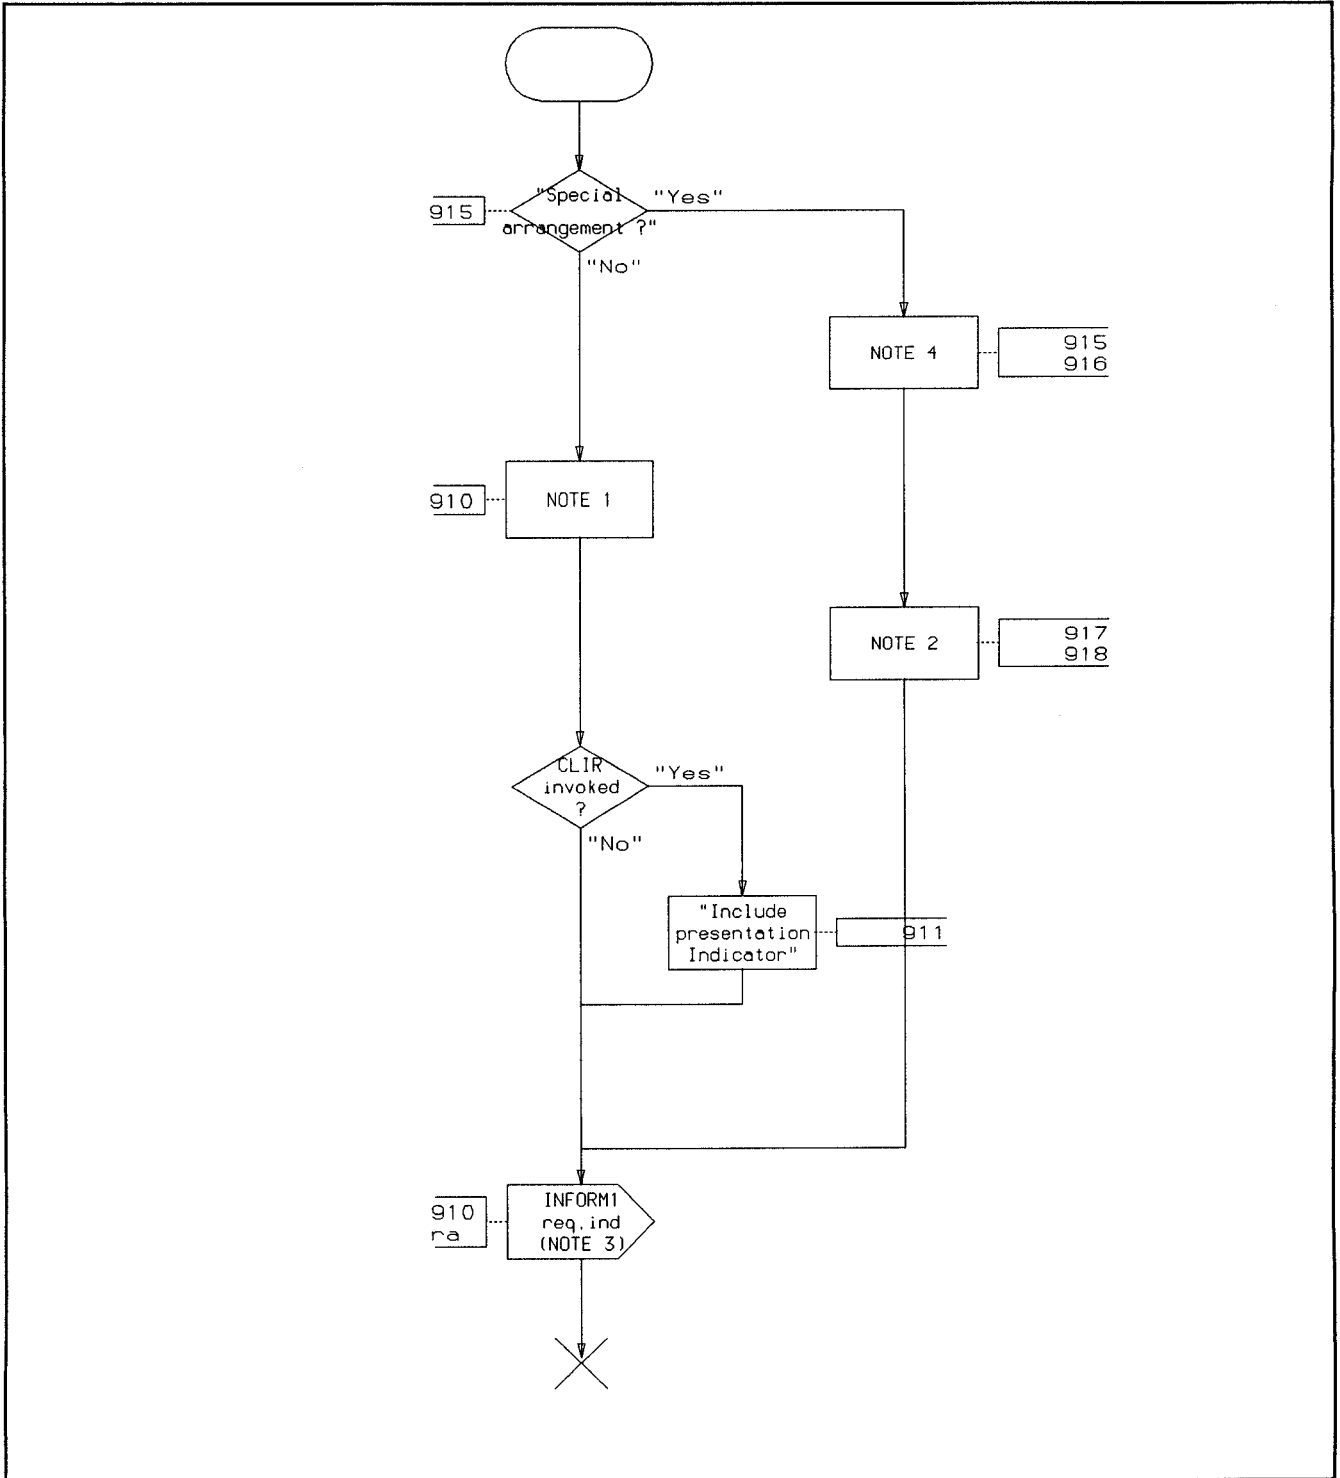 "Special
arrangement ?"
"Yes"
915
"No"
NOTE 4
915
916
910
NOTE 1
NOTE 2
917
918
CLIR
invoked
?
"Yes"
"No"
"Include
presentation
Indicator"
911
910
ra
INFORM1
req.ind
(NOTE 3)